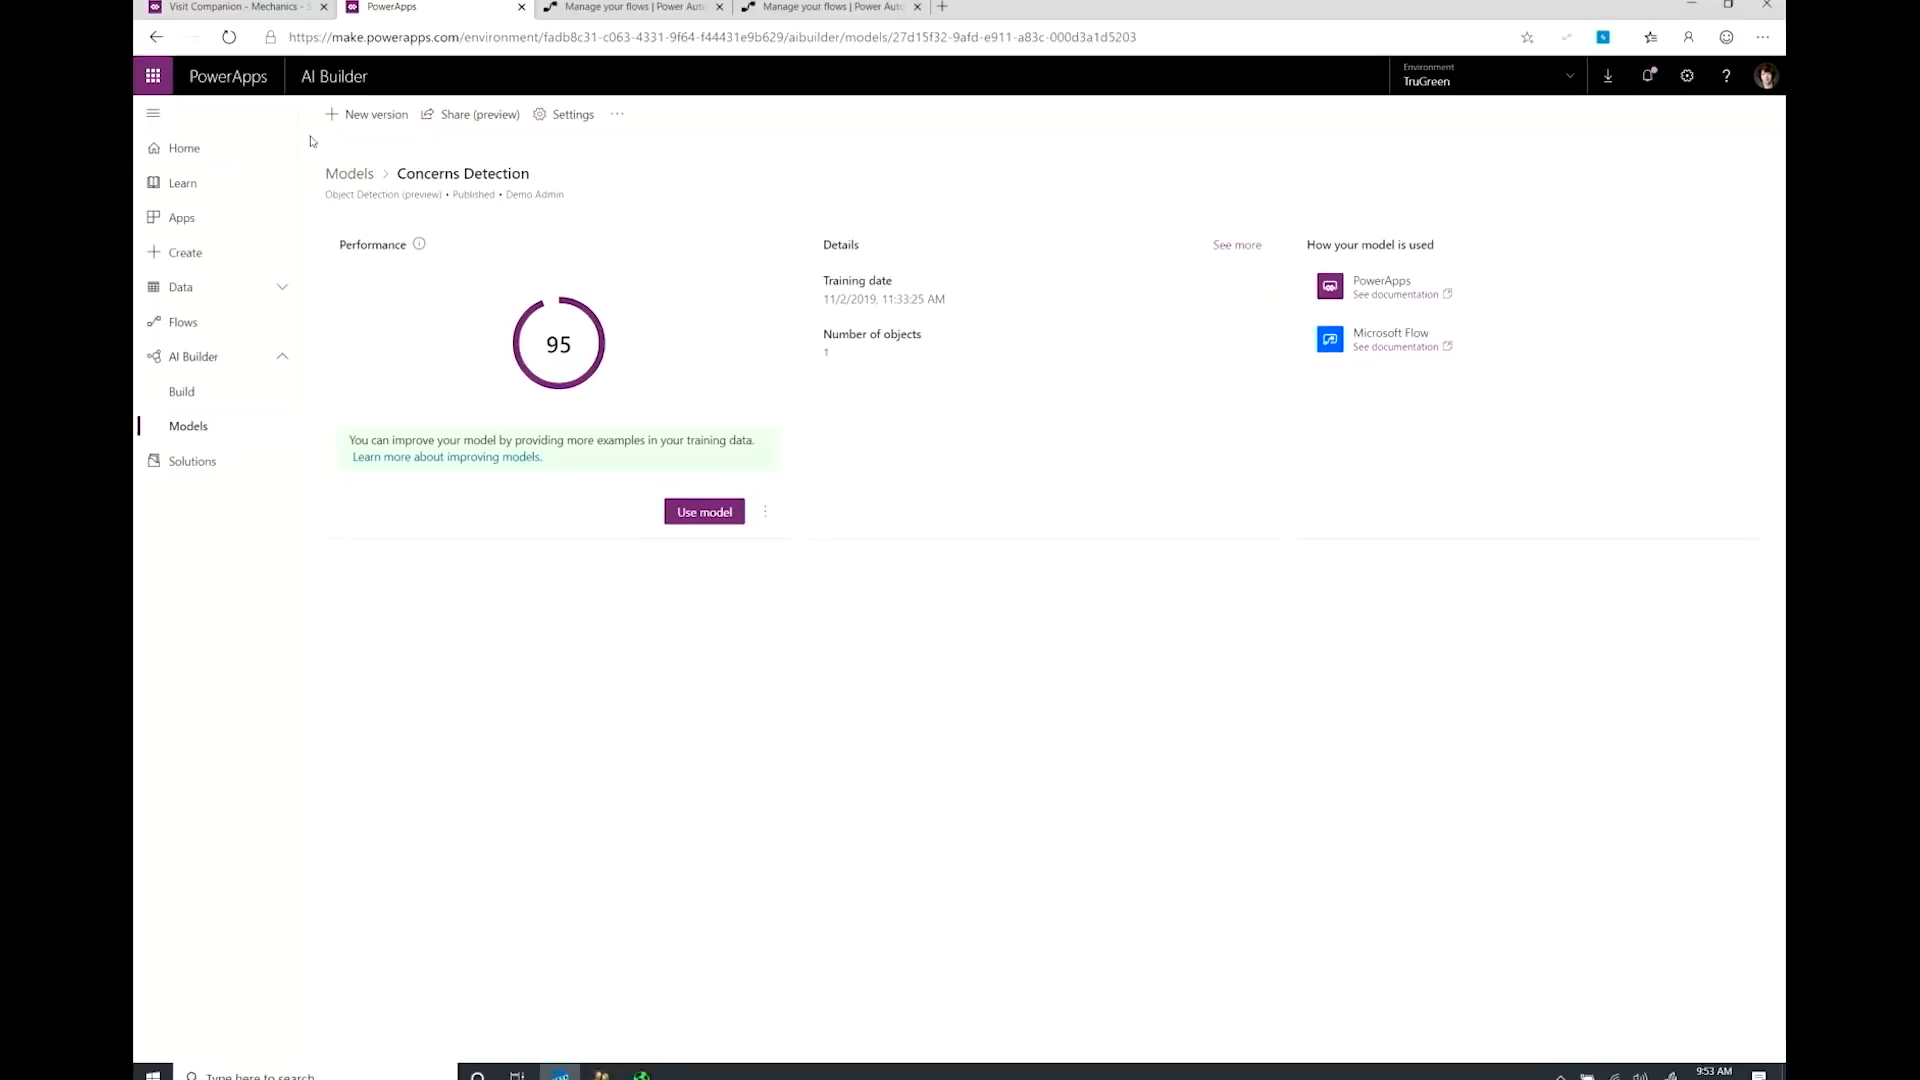 Visit Companion - Mechanics -
PowerApps
Manage your flows | Power Aut
Manage your flows | Power Aut
https://make.powerapps.com/environment/fadb8c31-c063-4331-9f64-f44431e9b629/aibuilder/models/27d15f32-9afd-e911-a83c-000d3a1d5203
PowerApps
AI Builder
Environment
TruGreen
?
New version
Share (preview)
Settings
Home
Learn
Apps
Create
Data
Flows
AI Builder
Build
Models
Solutions
Models > Concerns Detection
Object Detection (preview) • Published • Demo Admin
Performance
95
You can improve your model by providing more examples in your training data.
Learn more about improving models.
Use model
Details
See more
Training date
11/2/2019, 11:33:25 AM
Number of objects
1
How your model is used
PowerApps
See documentation
Microsoft Flow
See documentation
Type here to search
9:53 AM